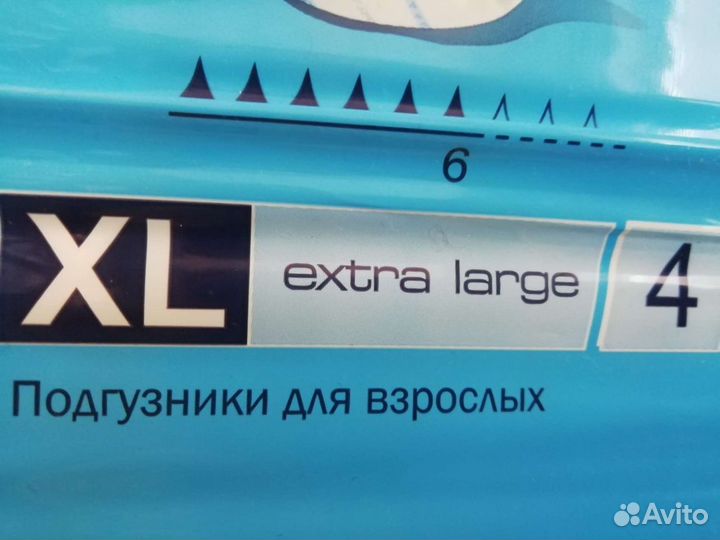 6
XL extra large 4
Подгузники для взрослых
Avito